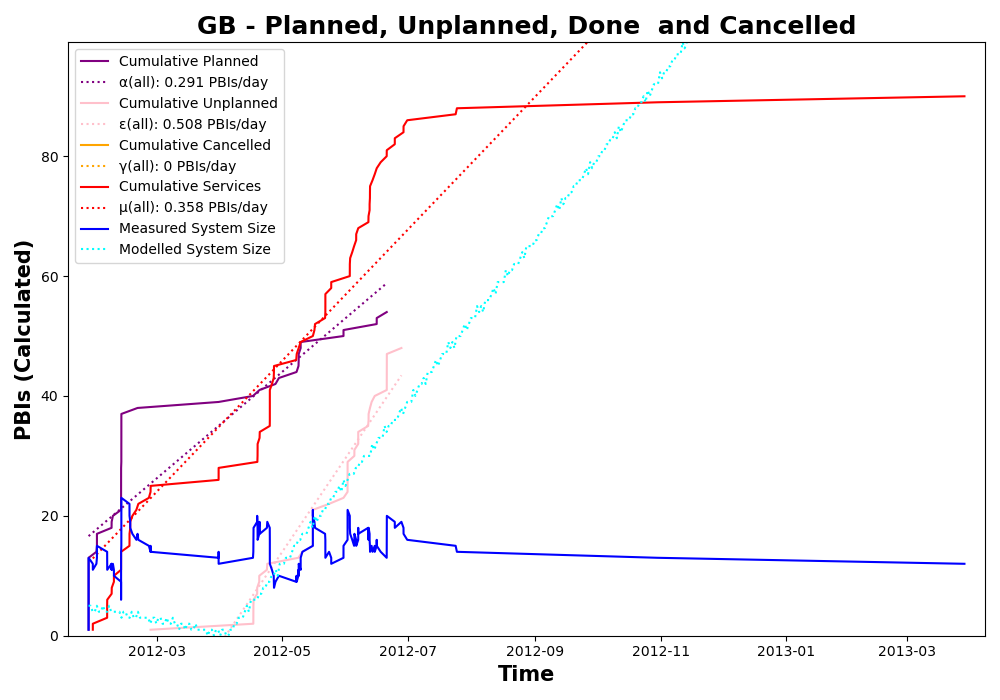 GB - Planned, Unplanned, Done  and Cancelled
Cumulative Planned
α(all): 0.291 PBIs/day
Cumulative Unplanned
ε(all): 0.508 PBIs/day
Cumulative Cancelled
γ(all): 0 PBIs/day
Cumulative Services
μ(all): 0.358 PBIs/day
Measured System Size
Modelled System Size
PBIs (Calculated)
80
60
40
20
0
2012-03
2012-05
2012-07
2012-09
2012-11
2013-01
2013-03
Time